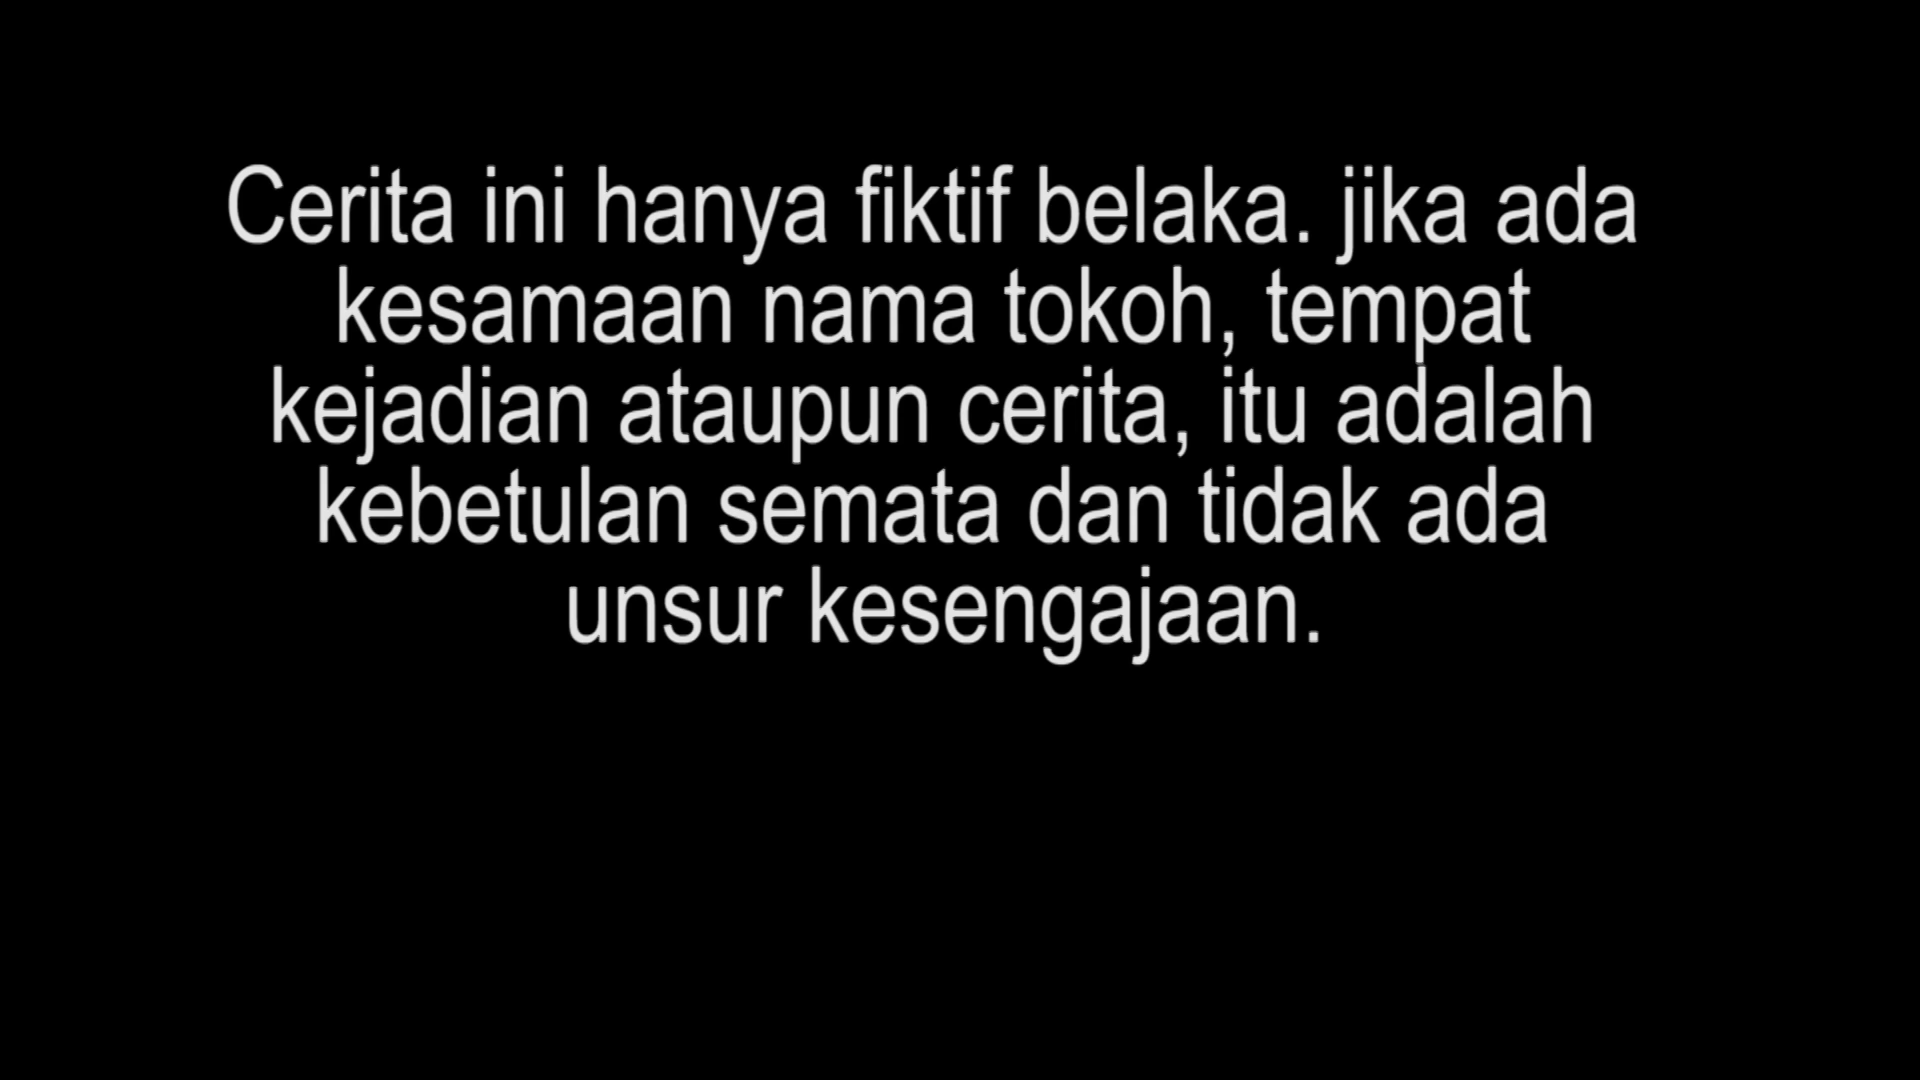 Cerita ini hanya fiktif belaka. jika ada
kesamaan nama tokoh, tempat
kejadian ataupun cerita, itu adalah
kebetulan semata dan tidak ada
unsur kesengajaan.